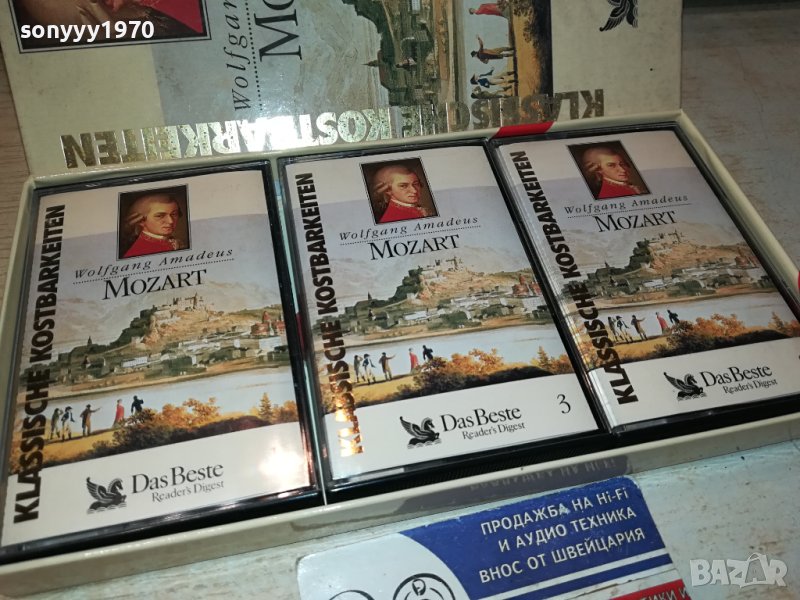 sonyyy1970
Wolfgang
KLASSISCHE KOSTBARKEITEN
KLASSISCHE KOSTBARKEITEN
Wolfgang Amadeus
MOZART
Das Beste
Reader's Digest
KLASSISCHE KOSTBARKEITEN
Wolfgang Amadeus
MOZART
Das Beste
Reader's Digest
3
KLASSISCHE KOSTBARKEITEN
Wolfgang Amadeus
MOZART
Das Beste
Reader's Digest
ПРОДАЖБА НА Hi-Fi
И АУДИО ТЕХНИКА
ВНОС ОТ ШВЕЙЦАРИЯ
BAZAR